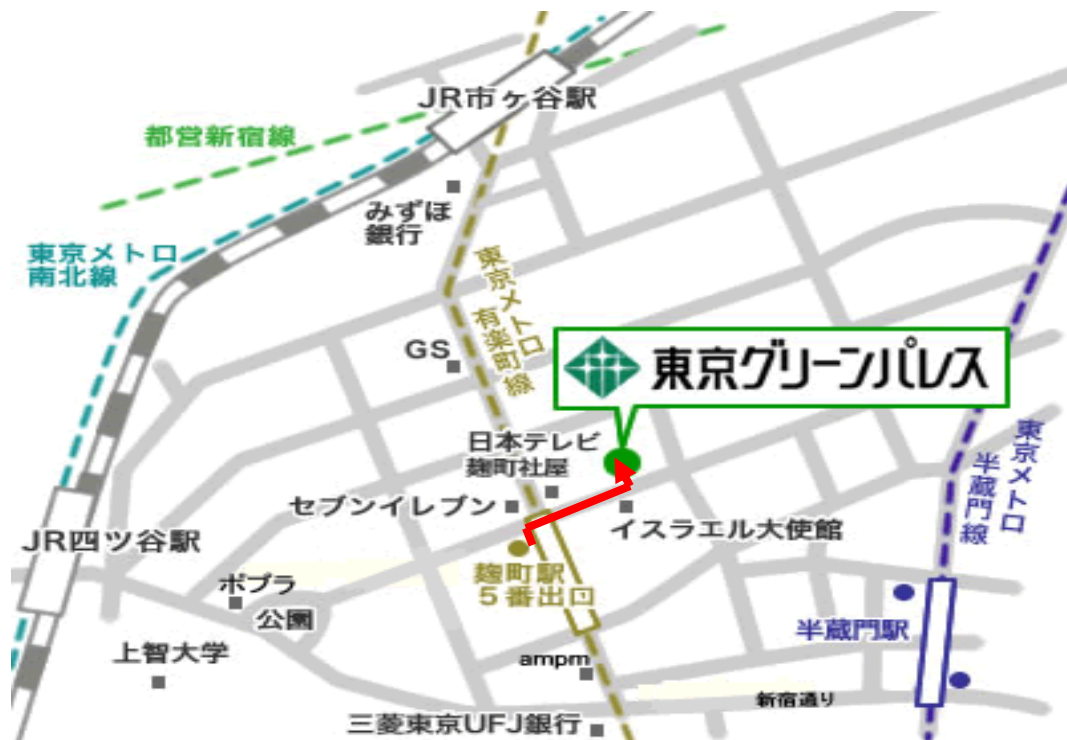 JR市ヶ谷駅
都営新宿線
みずほ
銀行
東京メトロ
南北線
東京メトロ
有楽町線
GS
東京グリーンパレス
日本テレビ
麹町社屋
セブンイレブン
イスラエル大使館
東京メトロ
半蔵門線
JR四ツ谷駅
麹町駅
5番出口
ポプラ
公園
半蔵門駅
上智大学
ampm
新宿通り
三菱東京UFJ銀行